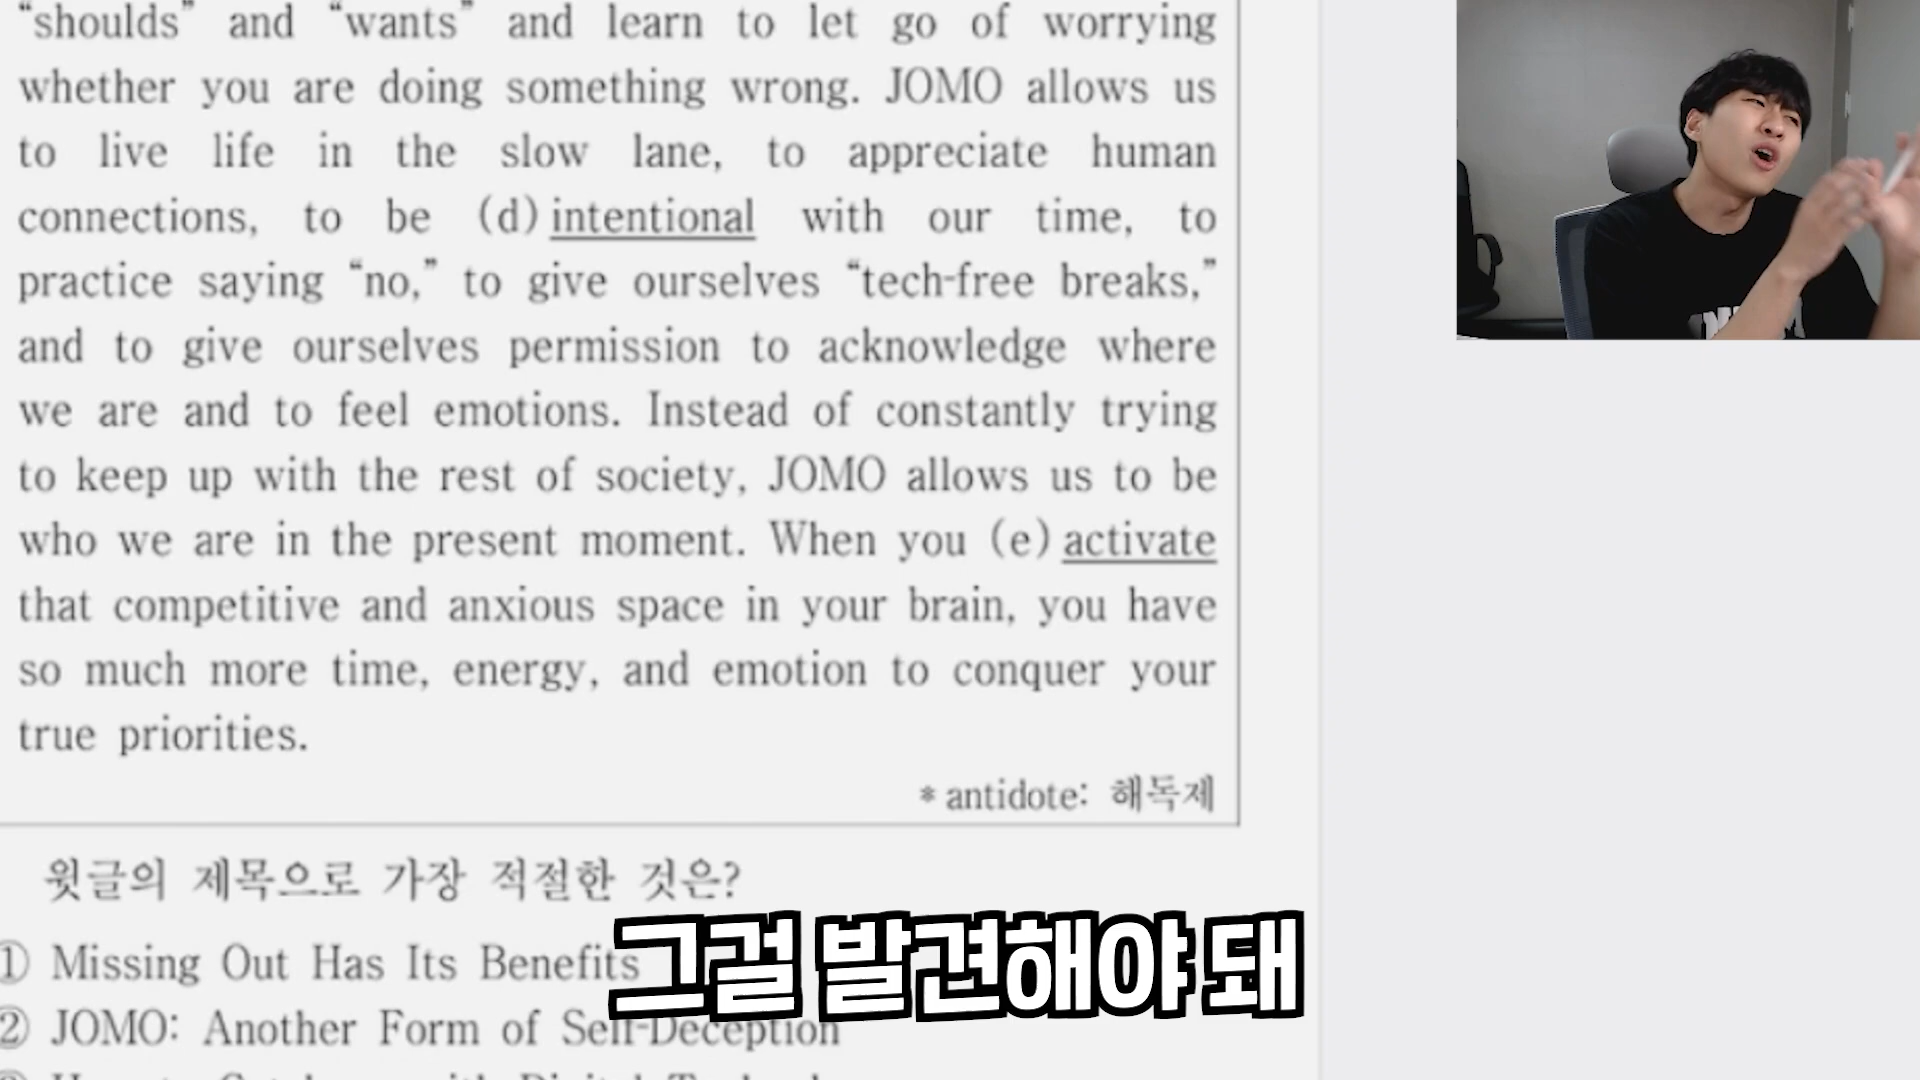 “shoulds” and “wants” and learn to let go of worrying
whether you are doing something wrong. JOMO allows us
to live life in the slow lane, to appreciate human
connections, to be (d) intentional with our time, to
practice saying “no,” to give ourselves “tech-free breaks,”
and to give ourselves permission to acknowledge where
we are and to feel emotions. Instead of constantly trying
to keep up with the rest of society, JOMO allows us to be
who we are in the present moment. When you (e) activate
that competitive and anxious space in your brain, you have
so much more time, energy, and emotion to conquer your
true priorities.
* antidote: 해독제
윗글의 제목으로 가장 적절한 것은?
① Missing Out Has Its Benefits
② JOMO: Another Form of Self-Deception
그걸 발견해야 돼